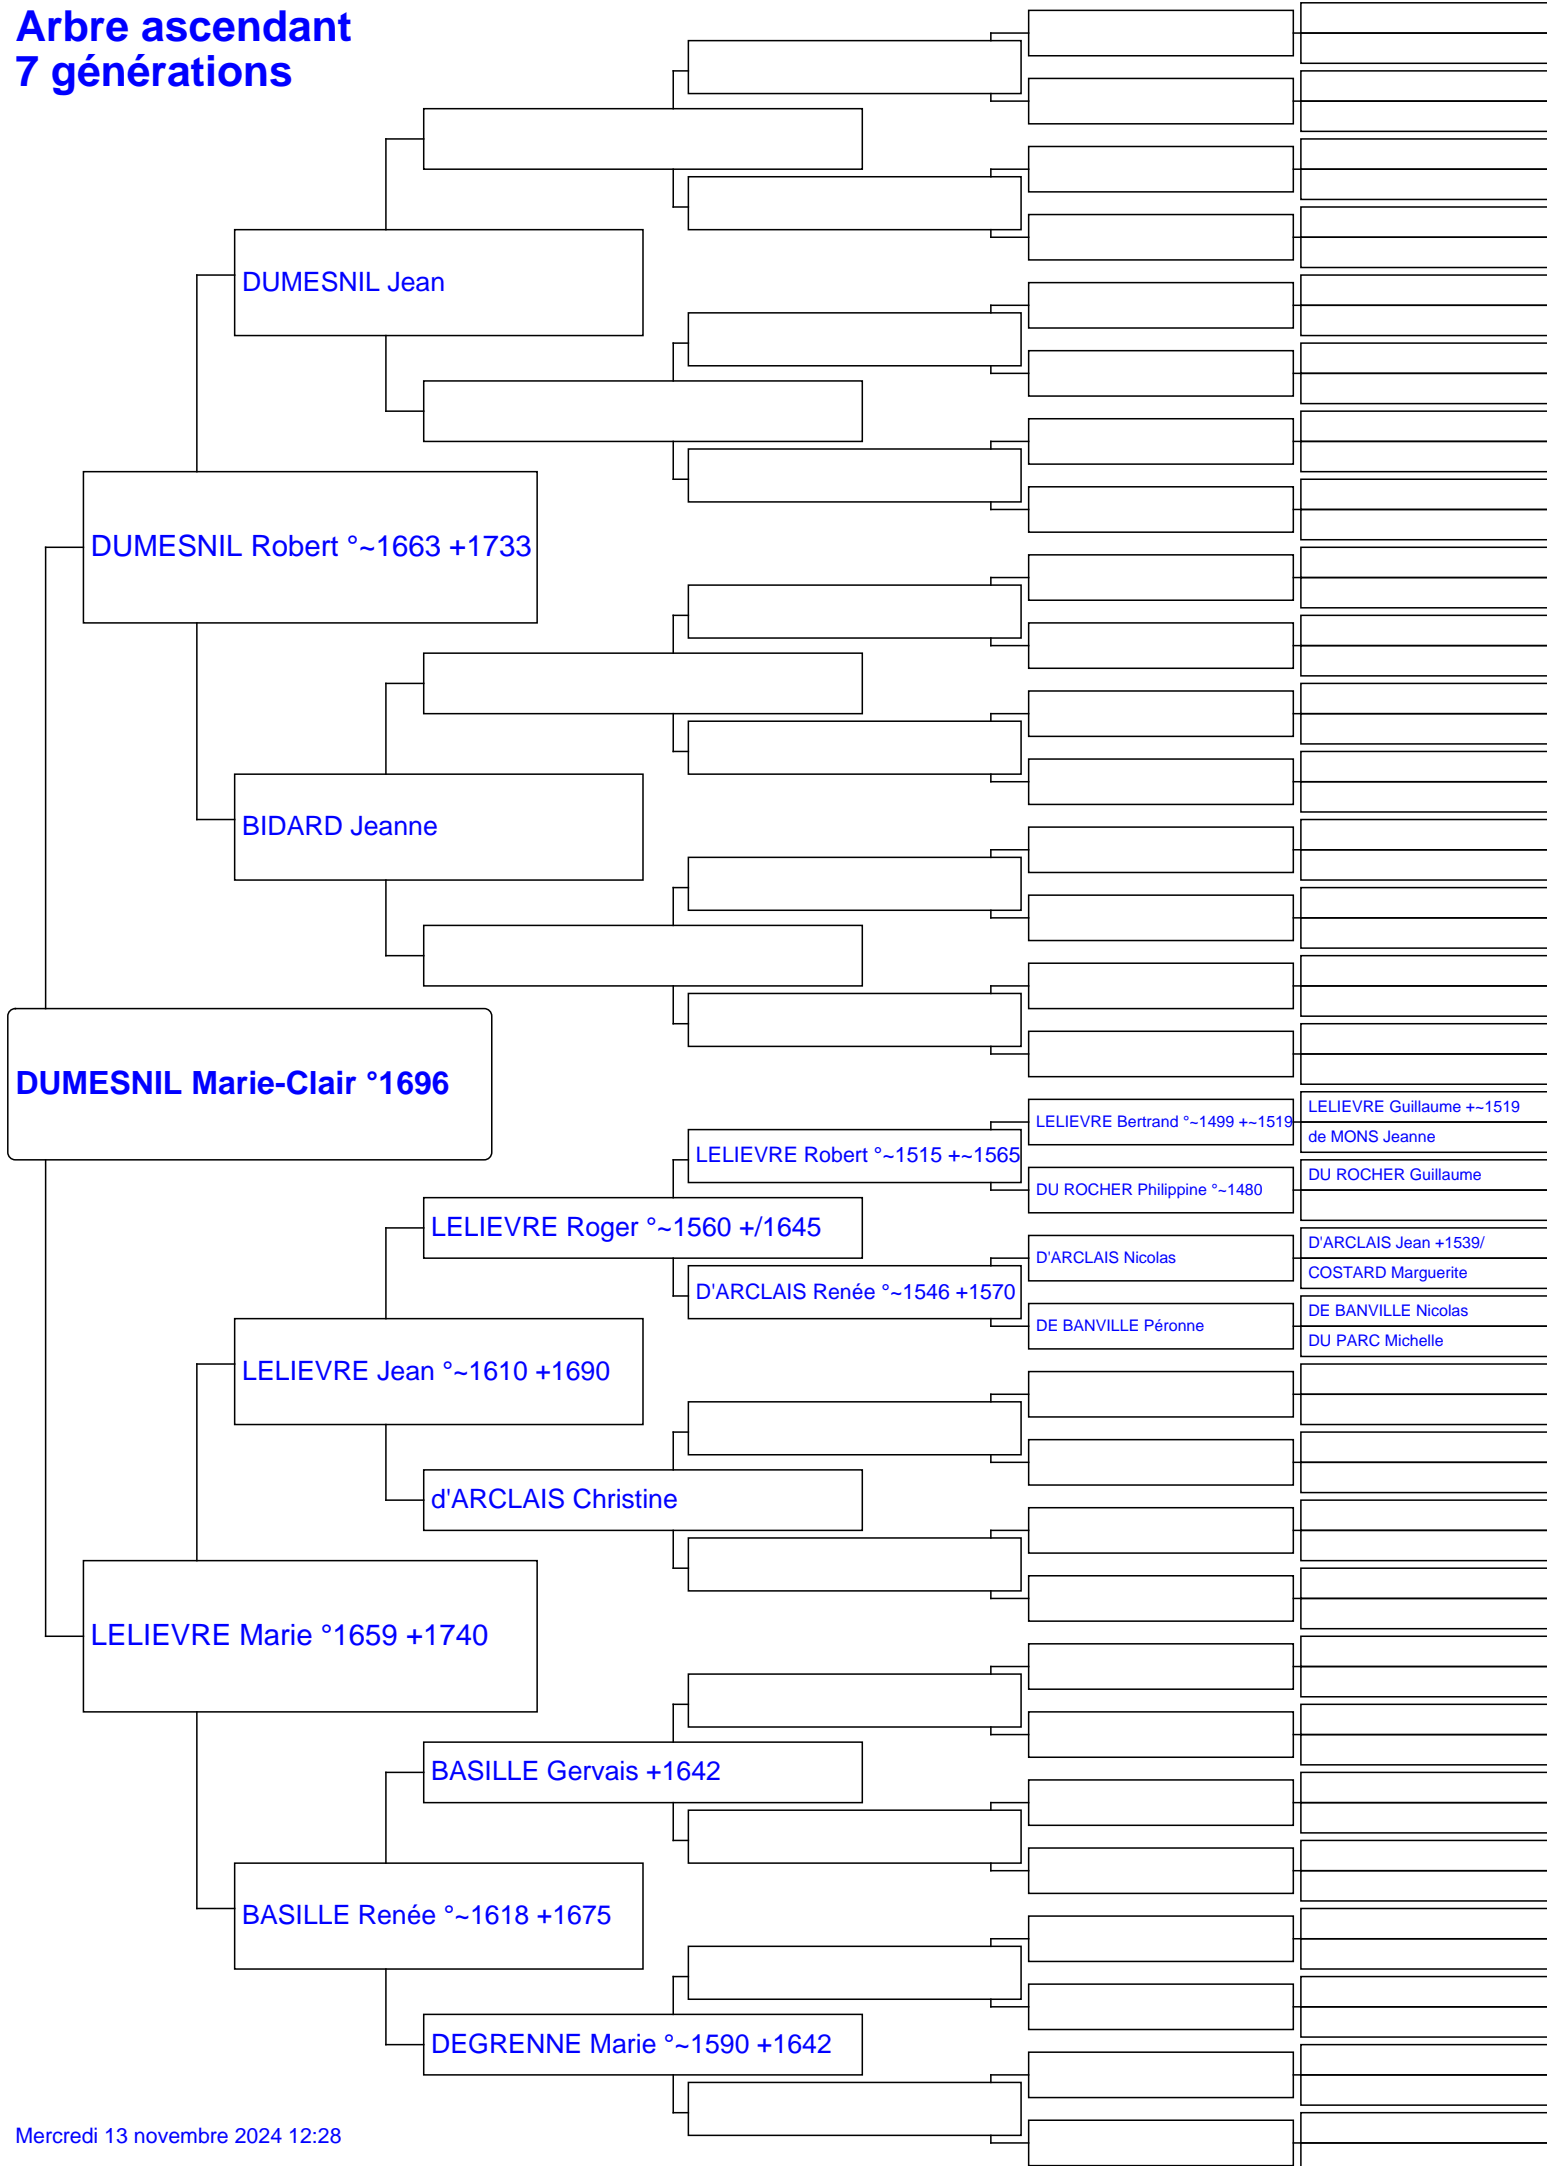 Arbre ascendant
7 générations
DUMESNIL Jean
DUMESNIL Robert °~1663 +1733
BIDARD Jeanne
DUMESNIL Marie-Clair °1696
LELIEVRE Guillaume +~1519
LELIEVRE Bertrand °~1499 +~1519
de MONS Jeanne
LELIEVRE Robert °~1515 +~1565
DU ROCHER Guillaume
DU ROCHER Philippine °~1480
LELIEVRE Roger °~1560 +/1645
D'ARCLAIS Jean +1539/
D'ARCLAIS Nicolas
COSTARD Marguerite
D'ARCLAIS Renée °~1546 +1570
DE BANVILLE Nicolas
DE BANVILLE Péronne
DU PARC Michelle
LELIEVRE Jean °~1610 +1690
d'ARCLAIS Christine
LELIEVRE Marie °1659 +1740
BASILLE Gervais +1642
BASILLE Renée °~1618 +1675
DEGRENNE Marie °~1590 +1642
Mercredi 13 novembre 2024 12:28